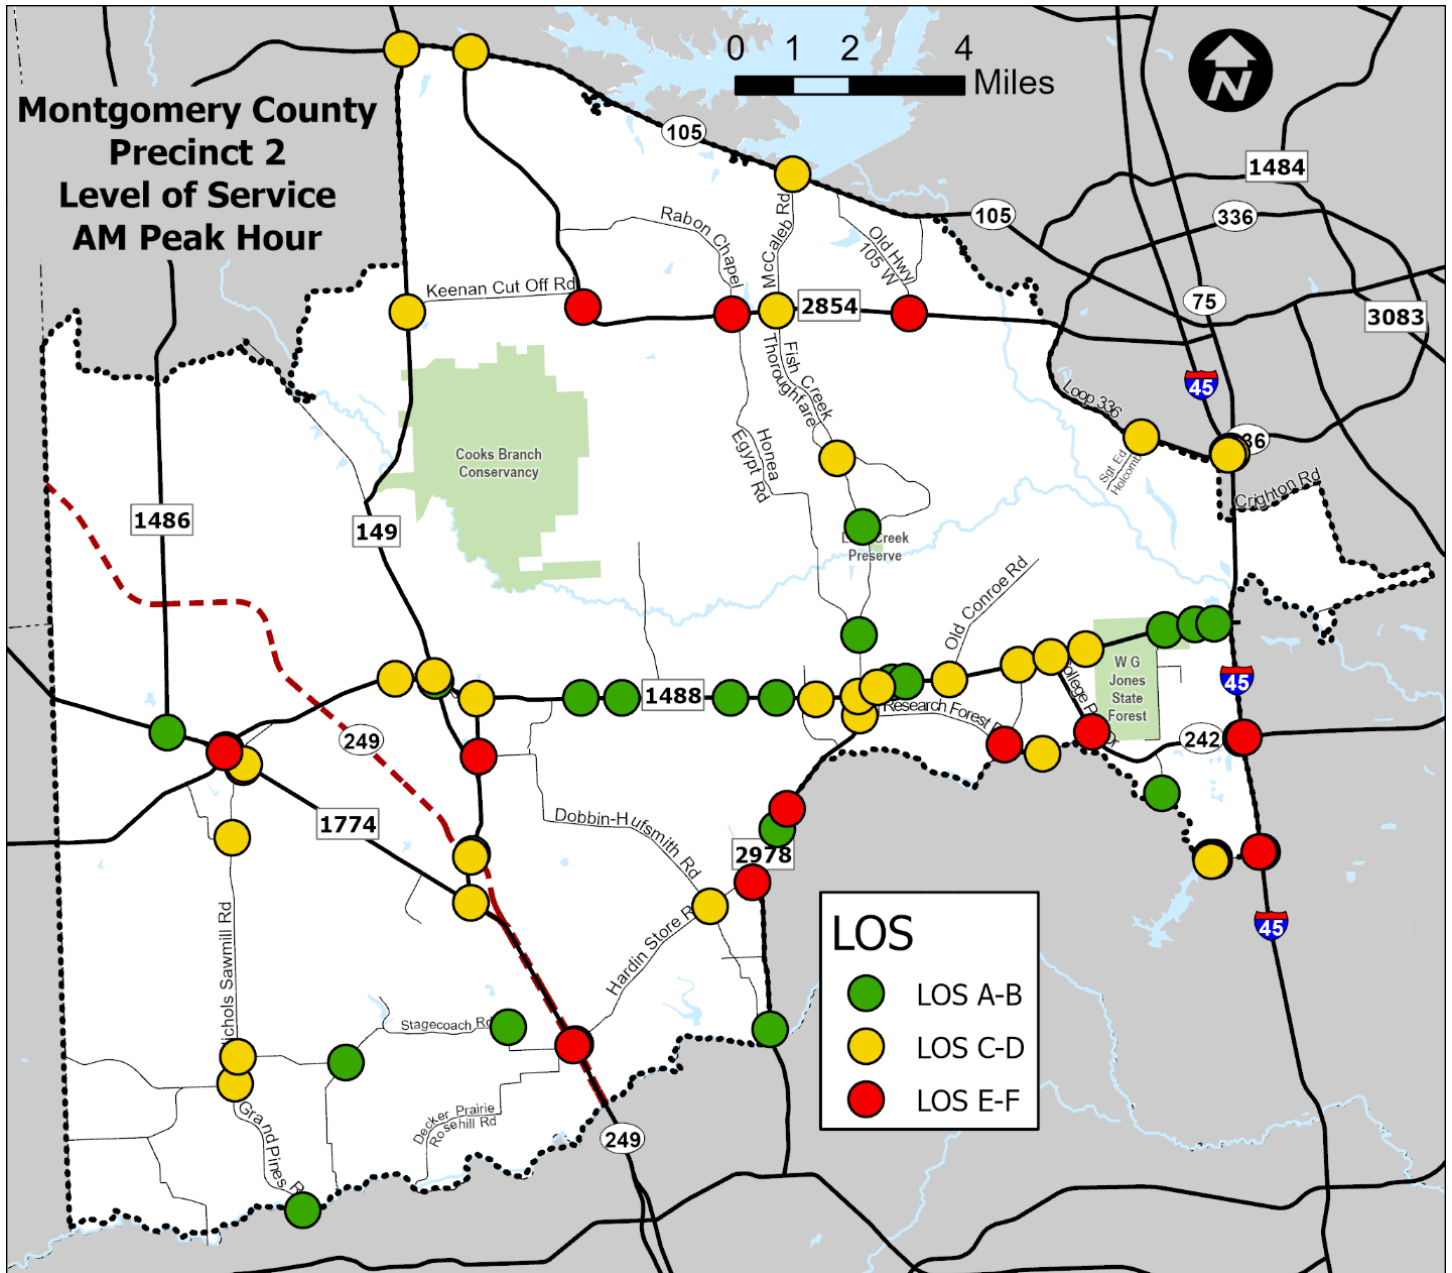 Montgomery County
Precinct 2
Level of Service
AM Peak Hour
0 1 2 4
Miles
N
105
1484
105
336
Rabon Chapel
McCaleb Rd
Old Hwy
105 W
Keenan Cut Off Rd
2854
75
3083
45
Fish Creek
Thoroughfare
Loop 336
Honea
Egypt Rd
Cooks Branch
Conservancy
Sgt Ed
Holcomb
36
Crighton Rd
1486
149
Creek
Preserve
Old Conroe Rd
W G
Jones
State
Forest
45
1488
Research Forest
249
242
1774
Dobbin-Hufsmith Rd
2978
Nichols Sawmill Rd
Hardin Store R
45
Stagecoach Rd
Decker Prairie
Rosehill Rd
Grand Pines R
249
LOS
LOS A-B
LOS C-D
LOS E-F